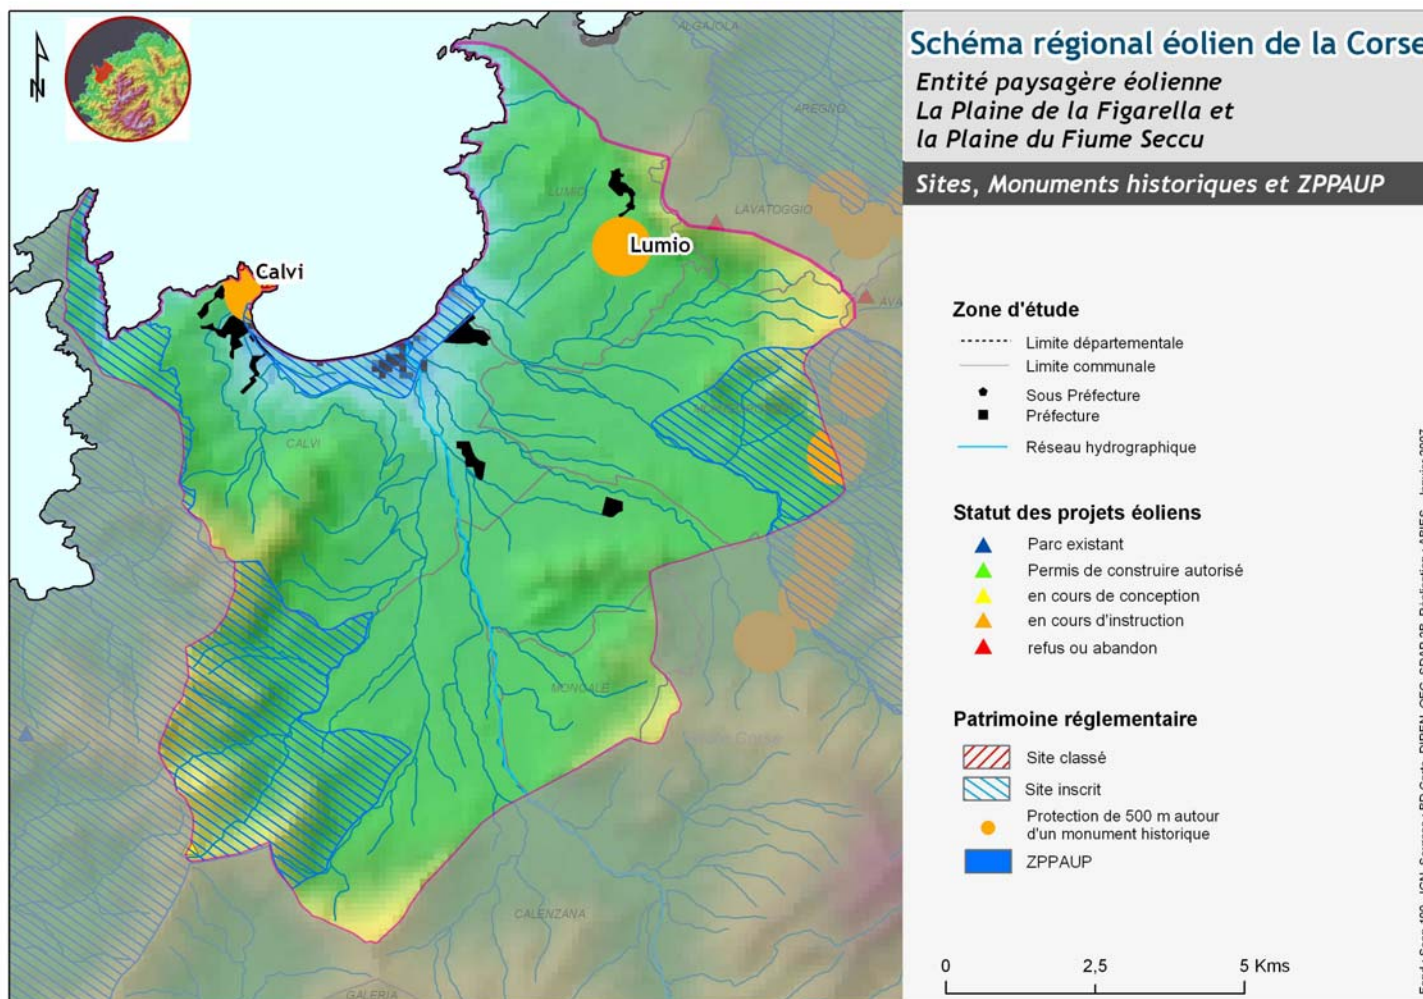 Schéma régional éolien de la Corse
Entité paysagère éolienne
La Plaine de la Figarella et
la Plaine du Fiume Seccu
Sites, Monuments historiques et ZPPAUP
N
ALGAJOLA
AREGNO
LUMIO
LAVATOGGIO
Lumio
Calvi
CALVI
MONCALE
CALENZANA
GALERIA
Zone d'étude
Limite départementale
Limite communale
Sous Préfecture
Préfecture
Réseau hydrographique
Statut des projets éoliens
Parc existant
Permis de construire autorisé
en cours de conception
en cours d'instruction
refus ou abandon
Patrimoine réglementaire
Site classé
Site inscrit
Protection de 500 m autour
d'un monument historique
ZPPAUP
0 2,5 5 Kms